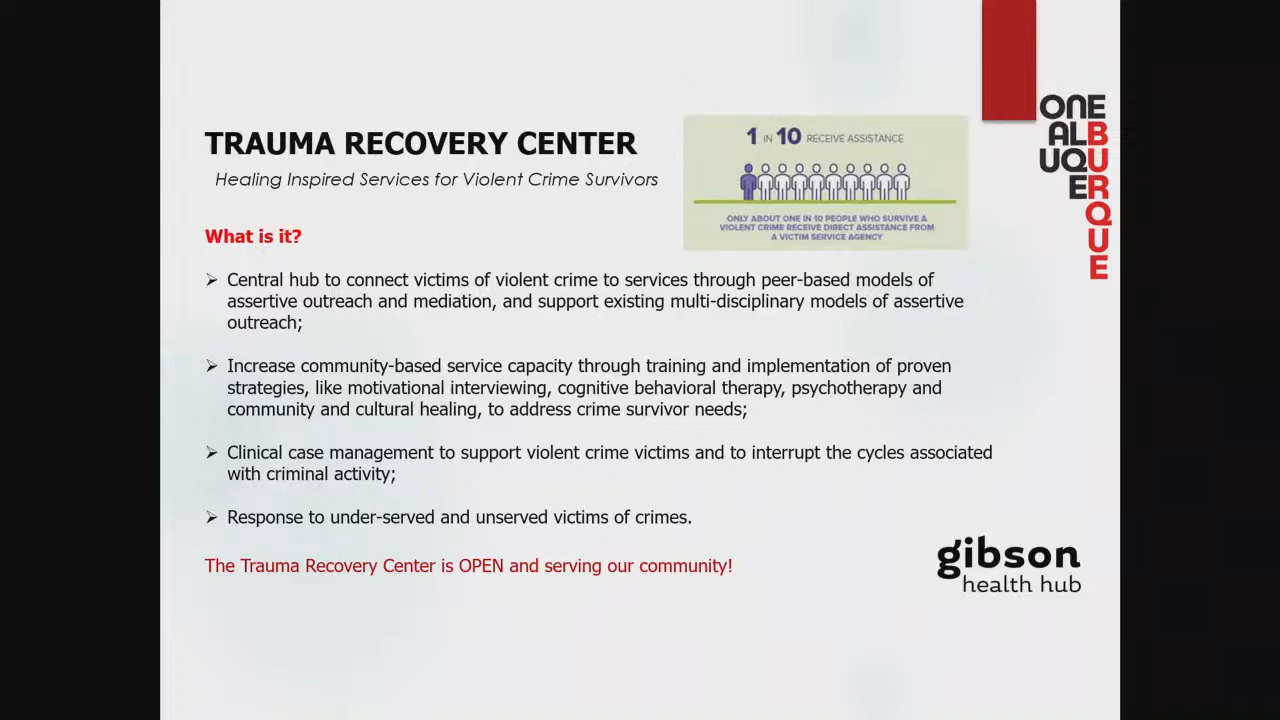 TRAUMA RECOVERY CENTER
Healing Inspired Services for Violent Crime Survivors
1 IN 10 RECEIVE ASSISTANCE
ONLY ABOUT ONE IN 10 PEOPLE WHO SURVIVE A
VIOLENT CRIME RECEIVE DIRECT ASSISTANCE FROM
A VICTIM SERVICE AGENCY
ONE
ALB
UQU
ER
Q
U
E
What is it?
Central hub to connect victims of violent crime to services through peer-based models of
assertive outreach and mediation, and support existing multi-disciplinary models of assertive
outreach;
Increase community-based service capacity through training and implementation of proven
strategies, like motivational interviewing, cognitive behavioral therapy, psychotherapy and
community and cultural healing, to address crime survivor needs;
Clinical case management to support violent crime victims and to interrupt the cycles associated
with criminal activity;
Response to under-served and unserved victims of crimes.
The Trauma Recovery Center is OPEN and serving our community!
gibson
health hub